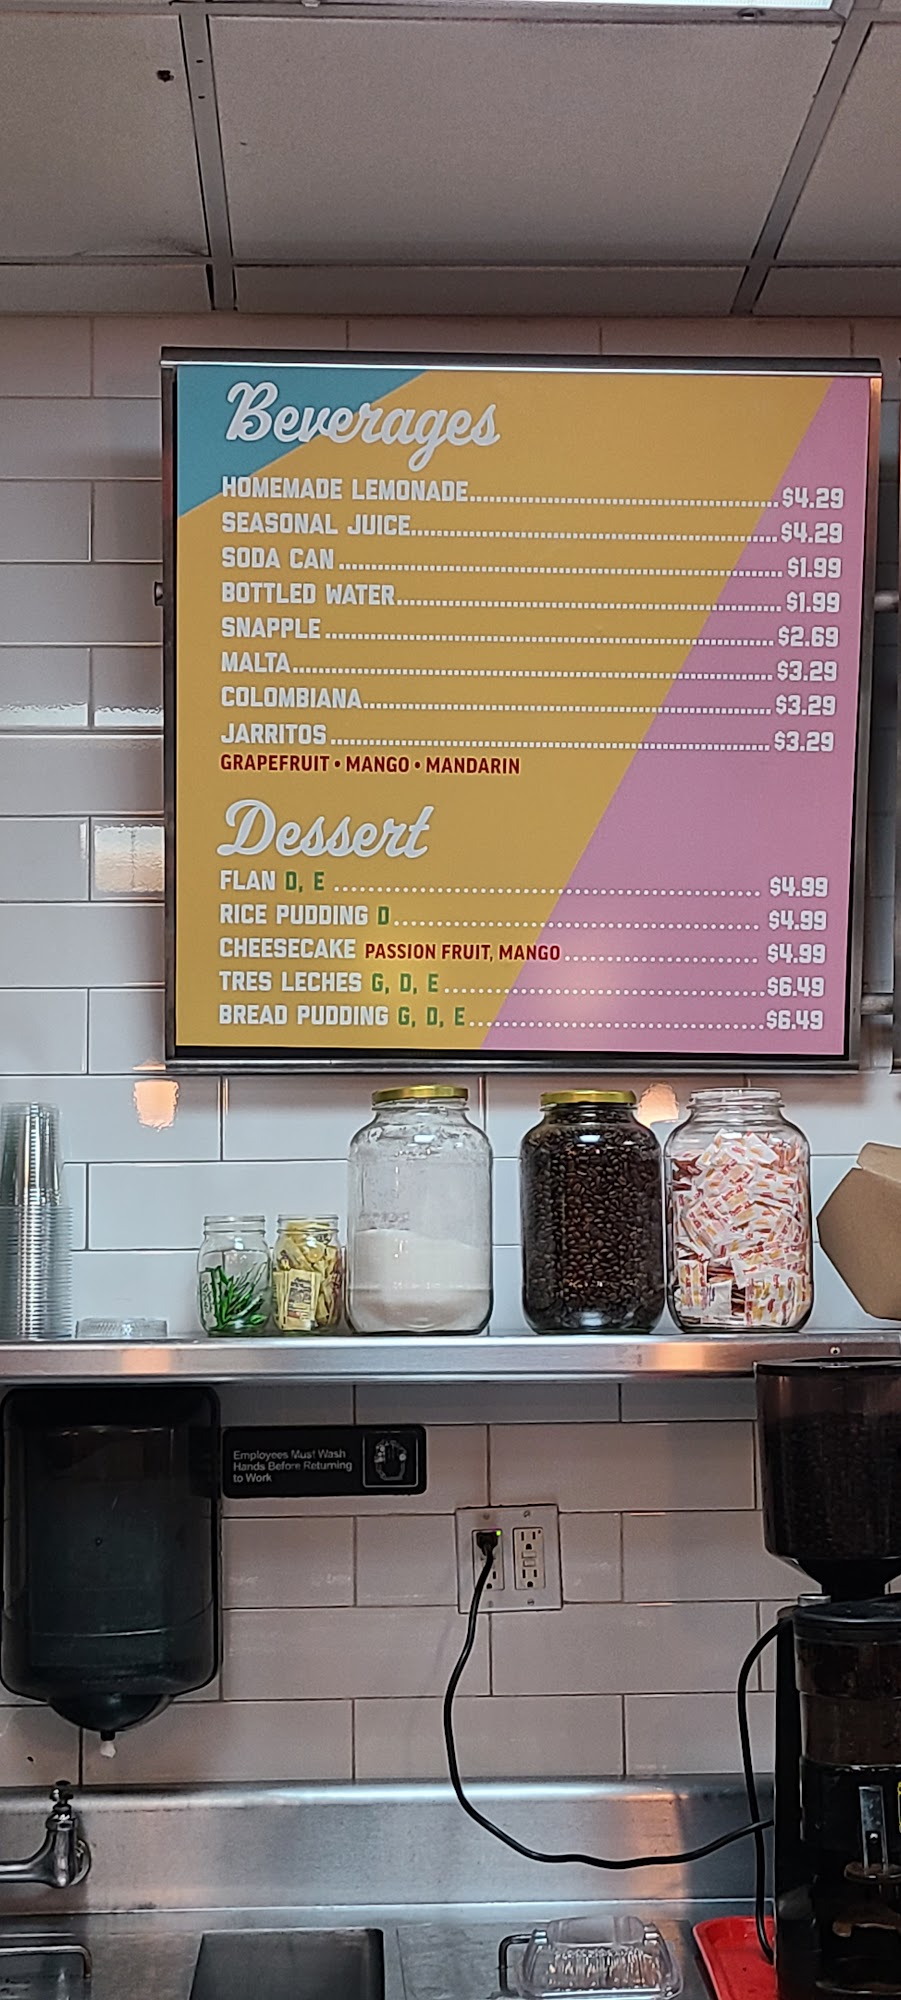 Beverages
HOMEMADE LEMONADE........$4.29
SEASONAL JUICE........$4.29
SODA CAN........$1.99
BOTTLED WATER........$1.99
SNAPPLE........$2.69
MALTA........$3.29
COLOMBIANA........$3.29
JARRITOS........$3.29
GRAPEFRUIT • MANGO • MANDARIN
Dessert
FLAN D, E ........ $4.99
RICE PUDDING D........ $4.99
CHEESECAKE PASSION FRUIT, MANGO ........ $4.99
TRES LECHES G, D, E ........$6.49
BREAD PUDDING G, D, E........$6.49
Employees Must Wash
Hands Before Returning
to Work